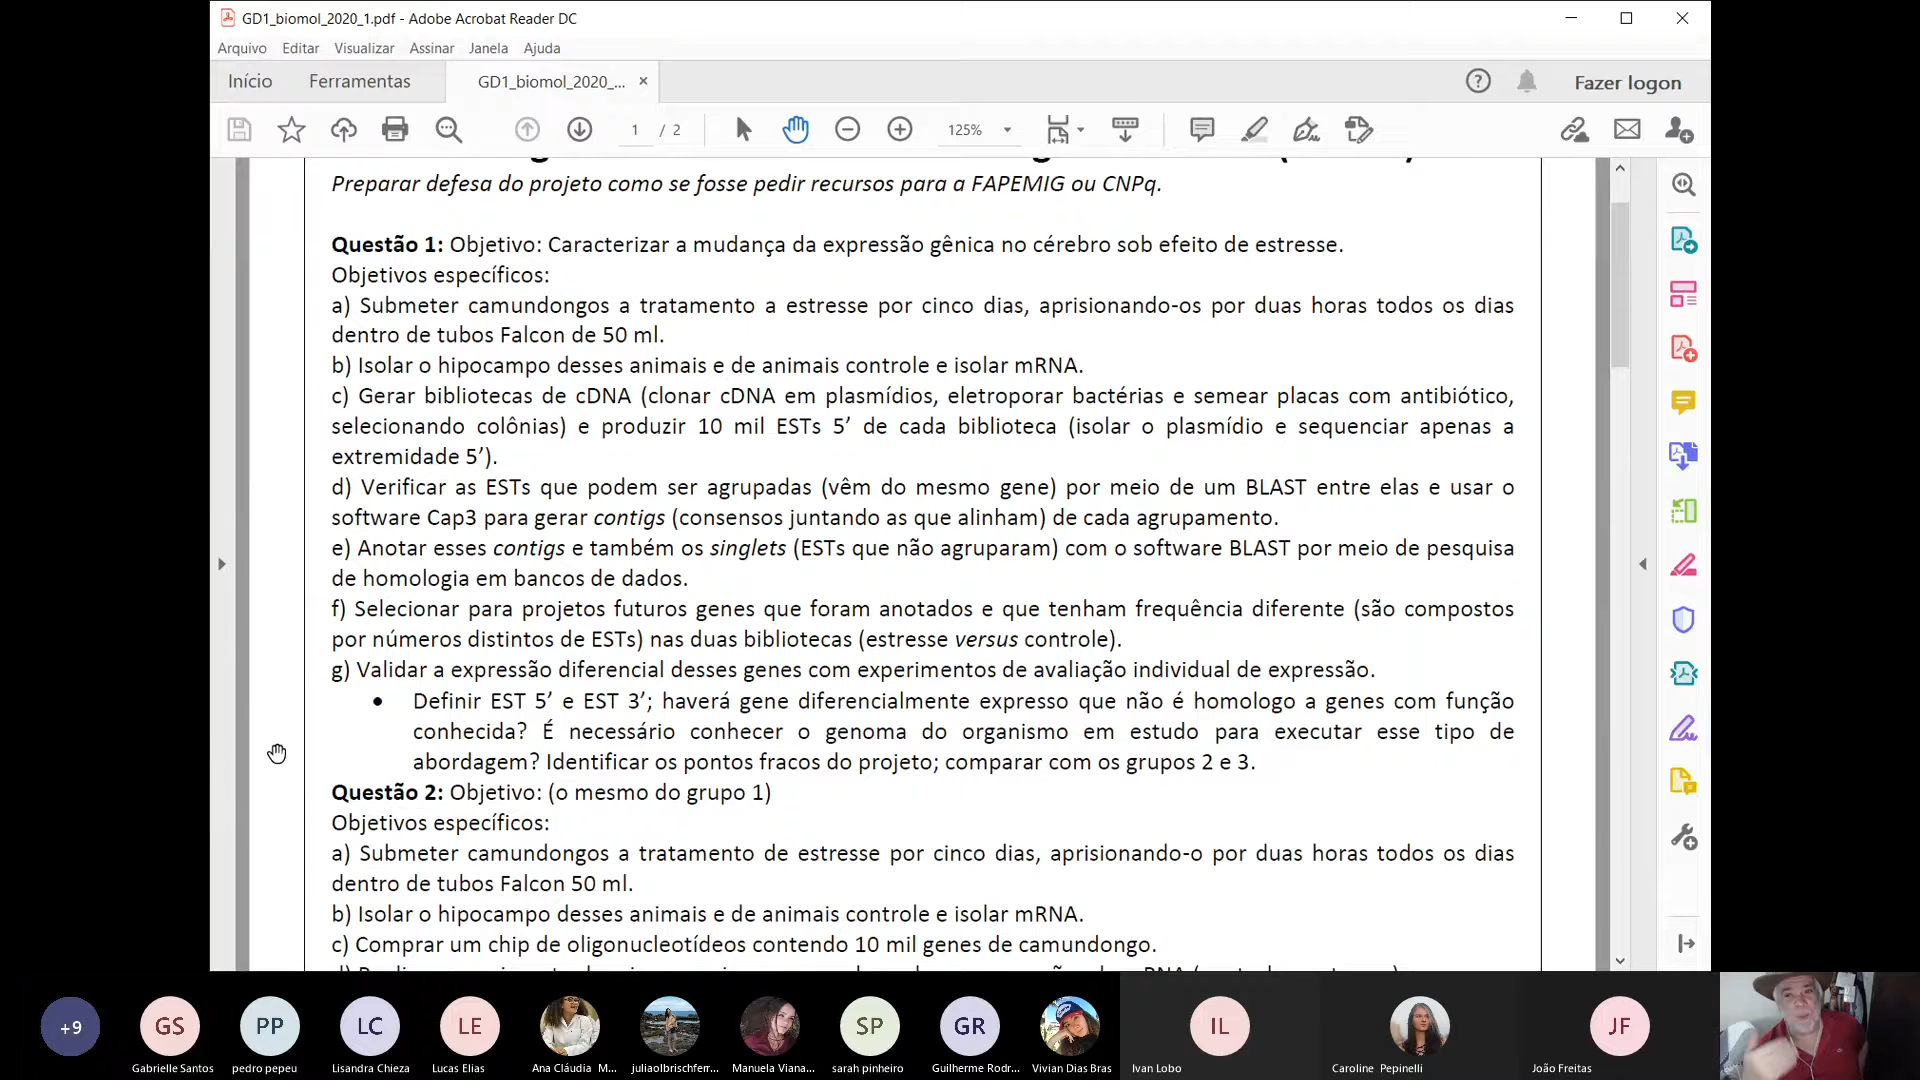 GD1_biomol_2020_1.pdf - Adobe Acrobat Reader DC
Arquivo Editar Visualizar Assinar Janela Ajuda
Início Ferramentas GD1_biomol_2020_... × Fazer logon
1 / 2 125%
Preparar defesa do projeto como se fosse pedir recursos para a FAPEMIG ou CNPq.
Questão 1: Objetivo: Caracterizar a mudança da expressão gênica no cérebro sob efeito de estresse.
Objetivos específicos:
a) Submeter camundongos a tratamento a estresse por cinco dias, aprisionando-os por duas horas todos os dias
dentro de tubos Falcon de 50 ml.
b) Isolar o hipocampo desses animais e de animais controle e isolar mRNA.
c) Gerar bibliotecas de cDNA (clonar cDNA em plasmídios, eletroporar bactérias e semear placas com antibiótico,
selecionando colônias) e produzir 10 mil ESTs 5’ de cada biblioteca (isolar o plasmídio e sequenciar apenas a
extremidade 5’).
d) Verificar as ESTs que podem ser agrupadas (vêm do mesmo gene) por meio de um BLAST entre elas e usar o
software Cap3 para gerar contigs (consensos juntando as que alinham) de cada agrupamento.
e) Anotar esses contigs e também os singlets (ESTs que não agruparam) com o software BLAST por meio de pesquisa
de homologia em bancos de dados.
f) Selecionar para projetos futuros genes que foram anotados e que tenham frequência diferente (são compostos
por números distintos de ESTs) nas duas bibliotecas (estresse versus controle).
g) Validar a expressão diferencial desses genes com experimentos de avaliação individual de expressão.
• Definir EST 5’ e EST 3’; haverá gene diferencialmente expresso que não é homologo a genes com função
conhecida? É necessário conhecer o genoma do organismo em estudo para executar esse tipo de
abordagem? Identificar os pontos fracos do projeto; comparar com os grupos 2 e 3.
Questão 2: Objetivo: (o mesmo do grupo 1)
Objetivos específicos:
a) Submeter camundongos a tratamento de estresse por cinco dias, aprisionando-o por duas horas todos os dias
dentro de tubos Falcon 50 ml.
b) Isolar o hipocampo desses animais e de animais controle e isolar mRNA.
c) Comprar um chip de oligonucleotídeos contendo 10 mil genes de camundongo.
+9 GS PP LC LE SP GR IL JF
Gabrielle Santos pedro pepeu Lisandra Chieza Lucas Elias Ana Cláudia M... juliaolbrischferr... Manuela Viana... sarah pinheiro Guilherme Rodr... Vivian Dias Bras Ivan Lobo Caroline Pepinelli João Freitas